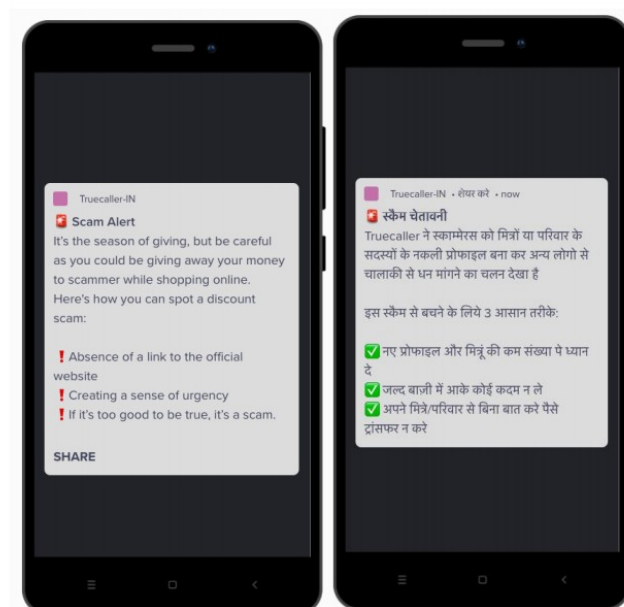 Truecaller-IN
🚨 Scam Alert
It's the season of giving, but be careful
as you could be giving away your money
to scammer while shopping online.
Here's how you can spot a discount
scam:
❗Absence of a link to the official
website
❗Creating a sense of urgency
❗If it's too good to be true, it's a scam.
SHARE
Truecaller-IN • शेयर करे • now
🚨 स्कैम चेतावनी
Truecaller ने स्काम्मेरस को मित्रों या परिवार के
सदस्यों के नकली प्रोफाइल बना कर अन्य लोगो से
चालाकी से धन मांगने का चलन देखा है
इस स्कैम से बचने के लिये 3 आसान तरीके:
✅ नए प्रोफाइल और मित्रूं की कम संख्या पे ध्यान
दे
✅ जल्द बाज़ी में आके कोई कदम न ले
✅ अपने मित्रे/परिवार से बिना बात करे पैसे
ट्रांसफर न करे